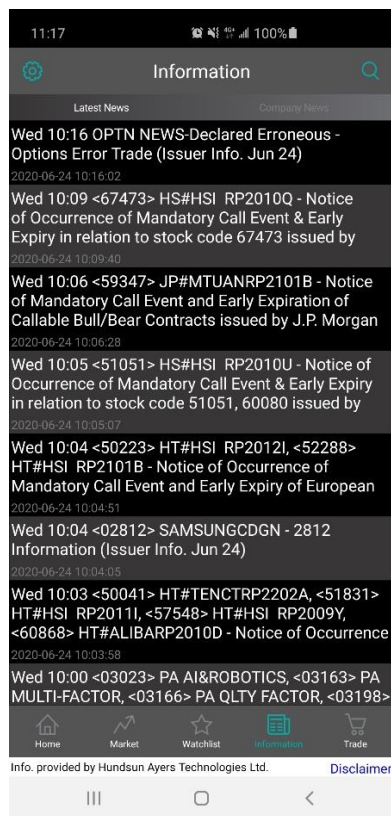 11:17
4G+ 100%
Information
Latest News Company News
Wed 10:16 OPTN NEWS-Declared Erroneous -
Options Error Trade (Issuer Info. Jun 24)
2020-06-24 10:16:02
Wed 10:09 <67473> HS#HSI RP2010Q - Notice
of Occurrence of Mandatory Call Event & Early
Expiry in relation to stock code 67473 issued by
2020-06-24 10:09:40
Wed 10:06 <59347> JP#MTUANRP2101B - Notice
of Mandatory Call Event and Early Expiration of
Callable Bull/Bear Contracts issued by J.P. Morgan
2020-06-24 10:06:28
Wed 10:05 <51051> HS#HSI RP2010U - Notice of
Occurrence of Mandatory Call Event & Early Expiry
in relation to stock code 51051, 60080 issued by
2020-06-24 10:05:07
Wed 10:04 <50223> HT#HSI RP2012I, <52288>
HT#HSI RP2101B - Notice of Occurrence of
Mandatory Call Event and Early Expiry of European
2020-06-24 10:04:51
Wed 10:04 <02812> SAMSUNGCDGN - 2812
Information (Issuer Info. Jun 24)
2020-06-24 10:04:05
Wed 10:03 <50041> HT#TENCTRP2202A, <51831>
HT#HSI RP2011I, <57548> HT#HSI RP2009Y,
<60868> HT#ALIBARP2010D - Notice of Occurrence
2020-06-24 10:03:58
Wed 10:00 <03023> PA AI&ROBOTICS, <03163> PA
MULTI-FACTOR, <03166> PA QLTY FACTOR, <03198>
Home Market Watchlist Information Trade
Info. provided by Hundsun Ayers Technologies Ltd. Disclaimer